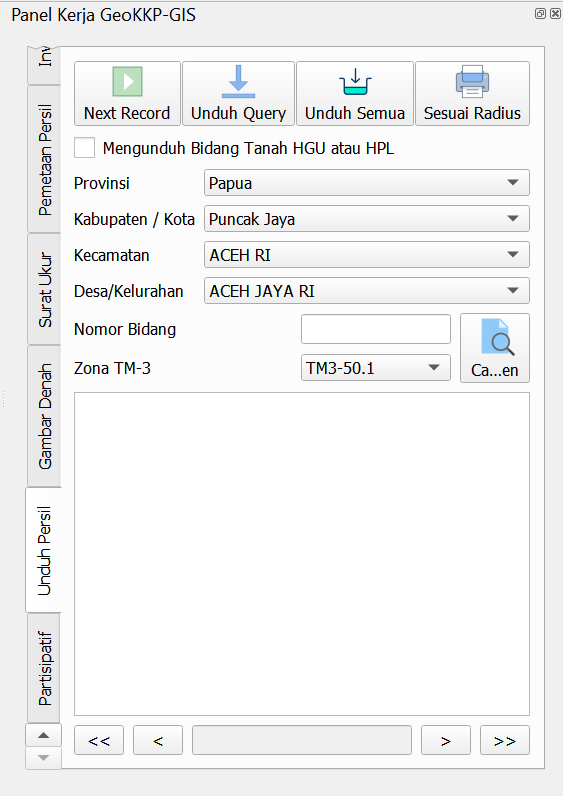 Panel Kerja GeoKKP-GIS
Inv
Pemetaan Persil
Surat Ukur
Gambar Denah
Unduh Persil
Partisipatif
Next Record
Unduh Query
Unduh Semua
Sesuai Radius
Mengunduh Bidang Tanah HGU atau HPL
Provinsi
Papua
Kabupaten / Kota
Puncak Jaya
Kecamatan
ACEH RI
Desa/Kelurahan
ACEH JAYA RI
Nomor Bidang
Zona TM-3
TM3-50.1
Ca...en
<<
<
>
>>